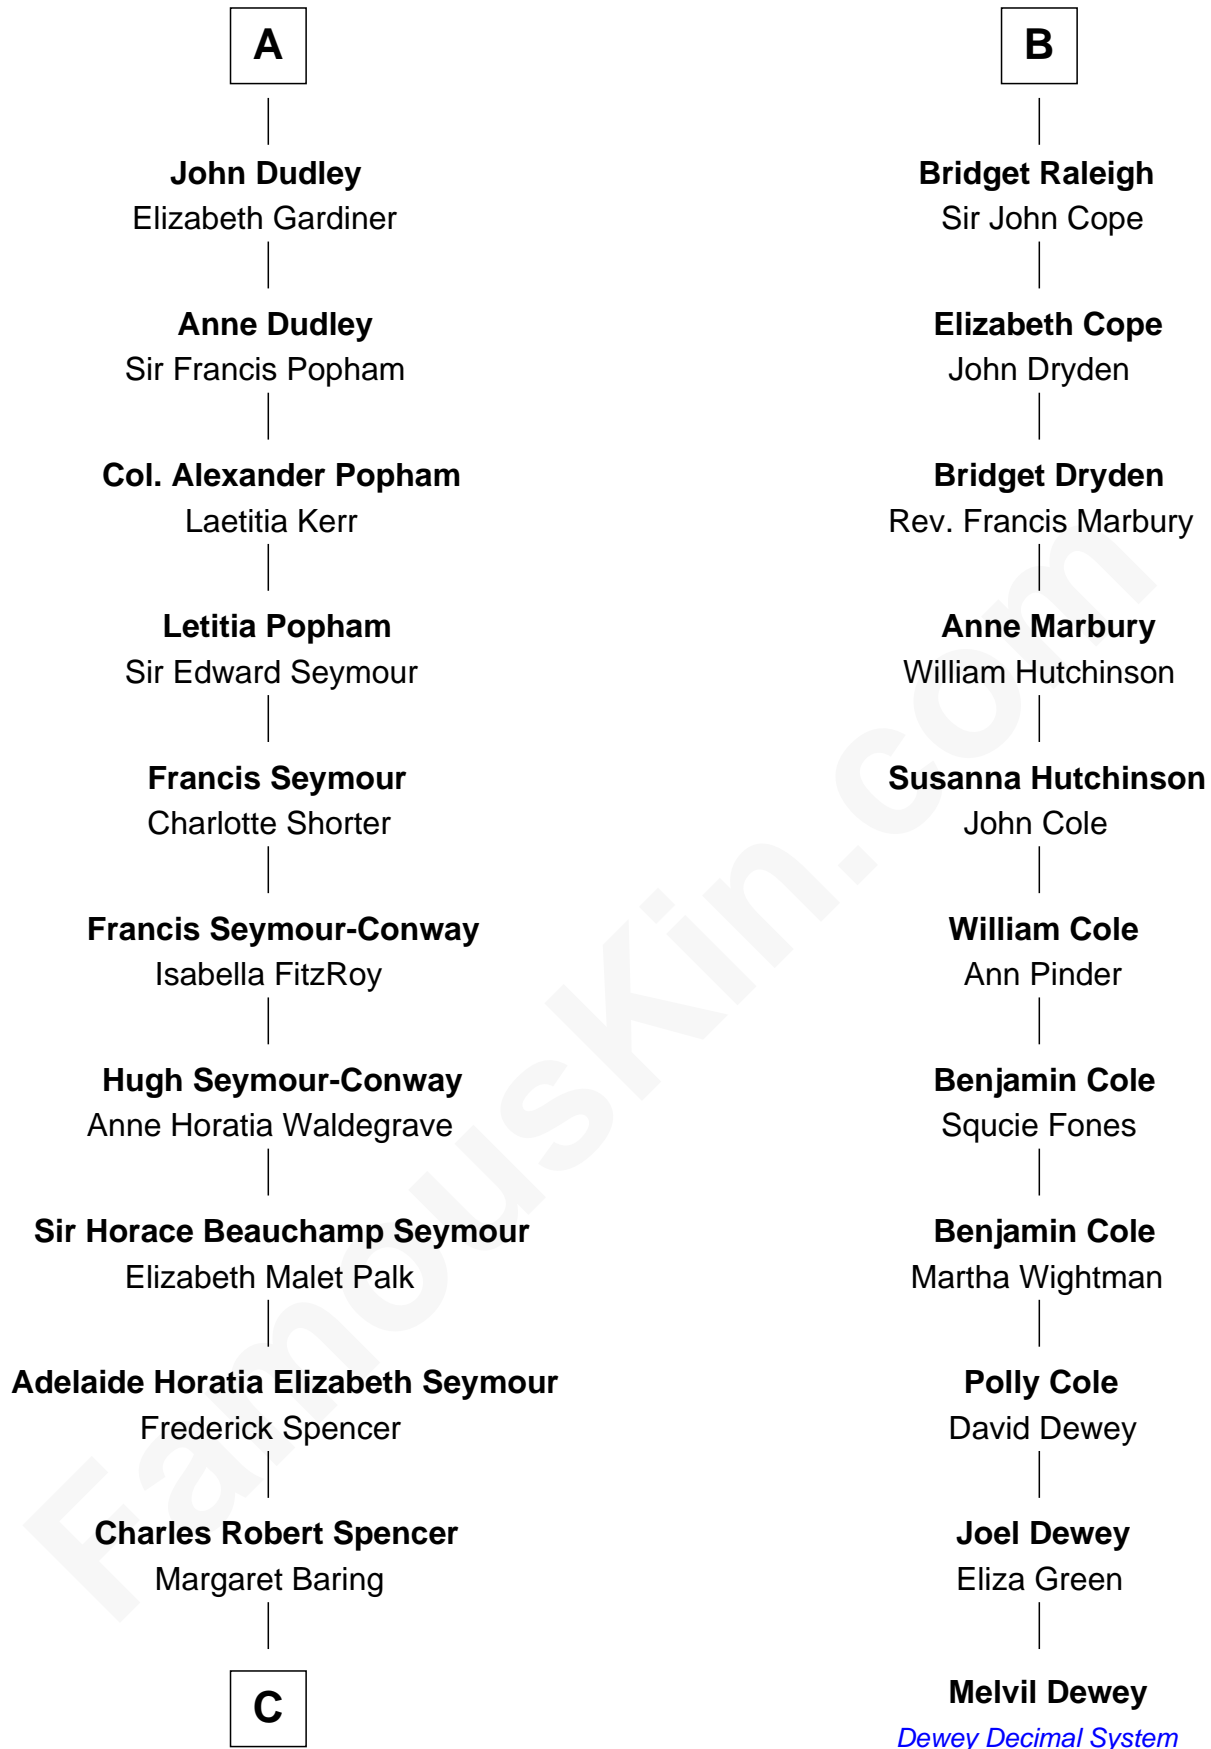 A
John Dudley
Elizabeth Gardiner
Anne Dudley
Sir Francis Popham
Col. Alexander Popham
Laetitia Kerr
Letitia Popham
Sir Edward Seymour
Francis Seymour
Charlotte Shorter
Francis Seymour-Conway
Isabella FitzRoy
Hugh Seymour-Conway
Anne Horatia Waldegrave
Sir Horace Beauchamp Seymour
Elizabeth Malet Palk
Adelaide Horatia Elizabeth Seymour
Frederick Spencer
Charles Robert Spencer
Margaret Baring
C
B
Bridget Raleigh
Sir John Cope
Elizabeth Cope
John Dryden
Bridget Dryden
Rev. Francis Marbury
Anne Marbury
William Hutchinson
Susanna Hutchinson
John Cole
William Cole
Ann Pinder
Benjamin Cole
Squcie Fones
Benjamin Cole
Martha Wightman
Polly Cole
David Dewey
Joel Dewey
Eliza Green
Melvil Dewey
Dewey Decimal System
FamousKin.com